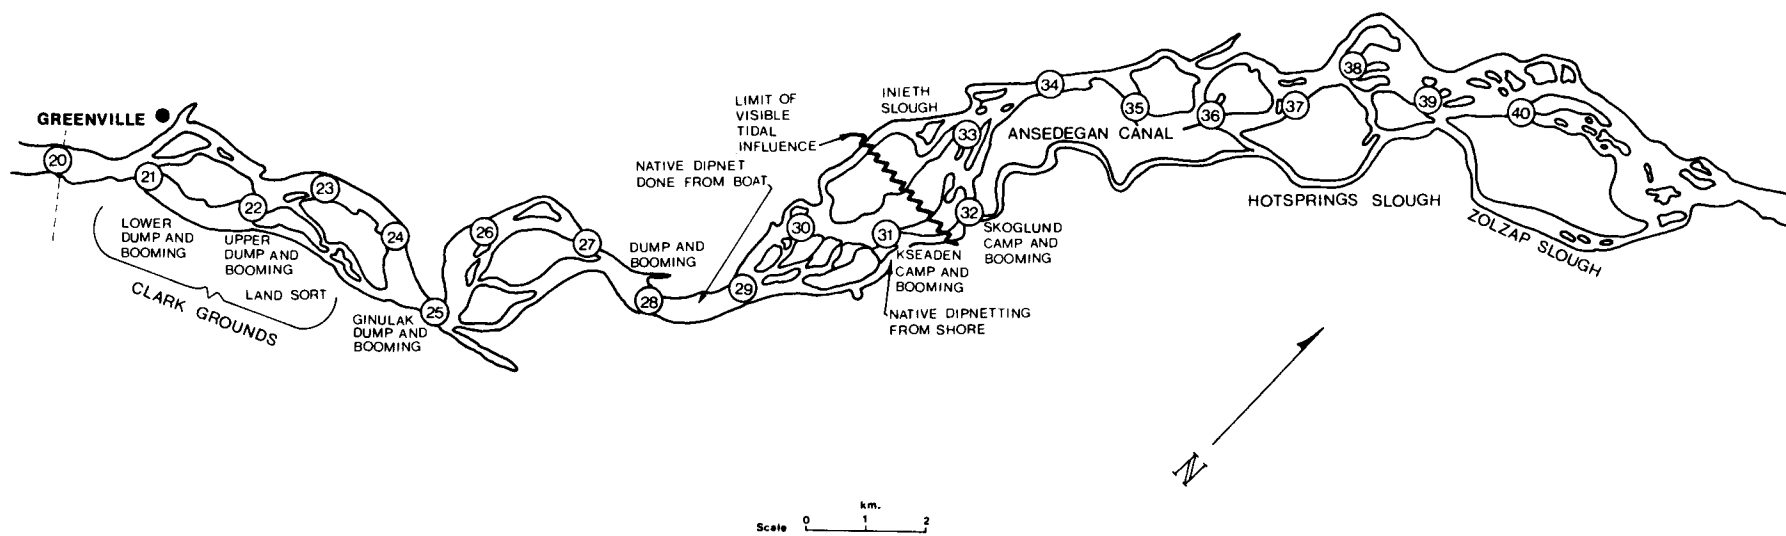 GREENVILLE
20
21
22
23
24
25
26
27
28
29
30
31
32
33
34
35
36
37
38
39
40
LOWER
DUMP AND
BOOMING
UPPER
DUMP AND
BOOMING
LAND SORT
CLARK GROUNDS
GINULAK
DUMP AND
BOOMING
DUMP AND
BOOMING
NATIVE DIPNET
DONE FROM BOAT
LIMIT OF
VISIBLE
TIDAL
INFLUENCE
INIETH
SLOUGH
KSEADEN
CAMP AND
BOOMING
NATIVE DIPNETTING
FROM SHORE
SKOGLUND
CAMP AND
BOOMING
ANSEDEGAN CANAL
HOTSPRINGS SLOUGH
ZOLZAP SLOUGH
N
km.
Scale 0 1 2